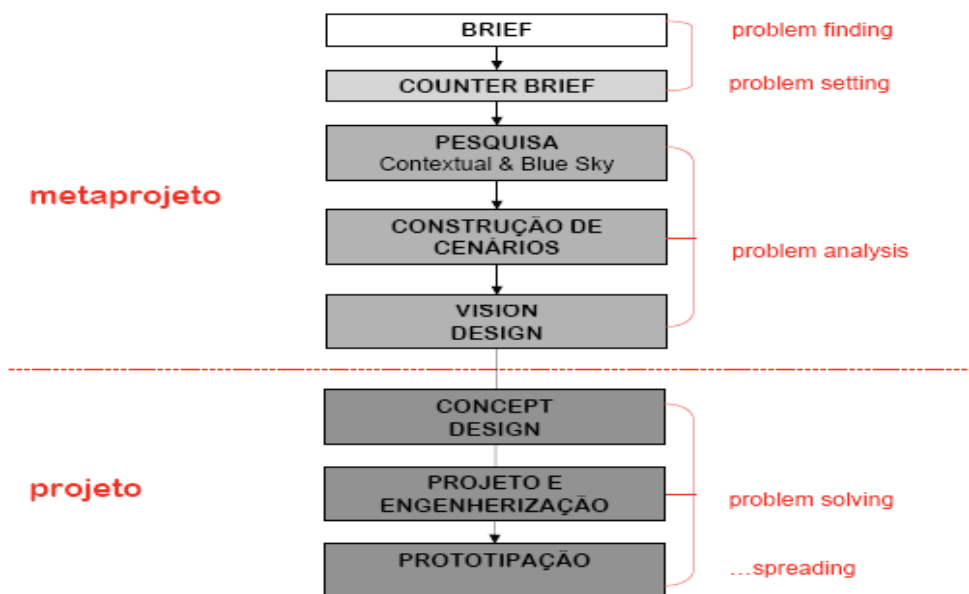 BRIEF
problem finding
COUNTER BRIEF
problem setting
PESQUISA
Contextual & Blue Sky
metaprojeto
CONSTRUÇÃO DE
CENÁRIOS
problem analysis
VISION
DESIGN
CONCEPT
DESIGN
projeto
PROJETO E
ENGENHERIZAÇÃO
problem solving
PROTOTIPAÇÃO
...spreading